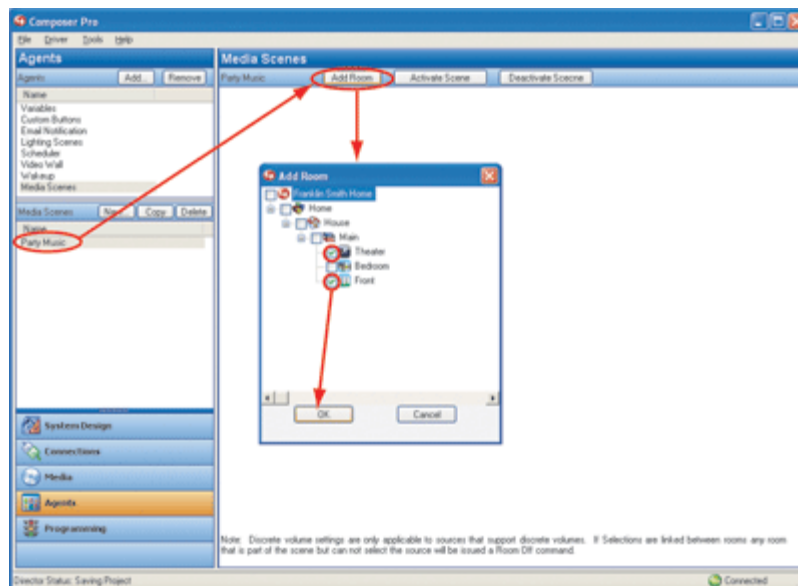 Composer Pro
File Driver Tools Help
Agents
Media Scenes
Agents Add... Remove
Party Music Add Room Activate Scene Deactivate Scecne
Name
Variables
Custom Buttons
Email Notification
Lighting Scenes
Scheduler
Video Wall
Wakeup
Media Scenes
Media Scenes New... Copy Delete
Name
Party Music
Add Room
Franklin Smith Home
Home
House
Main
Theater
Bedroom
Front
OK Cancel
System Design
Connections
Media
Agents
Programming
Note: Discrete volume settings are only applicable to sources that support discrete volumes. If Selections are linked between rooms any room
that is part of the scene but can not select the source will be issued a Room Off command.
Director Status: Saving Project
Connected